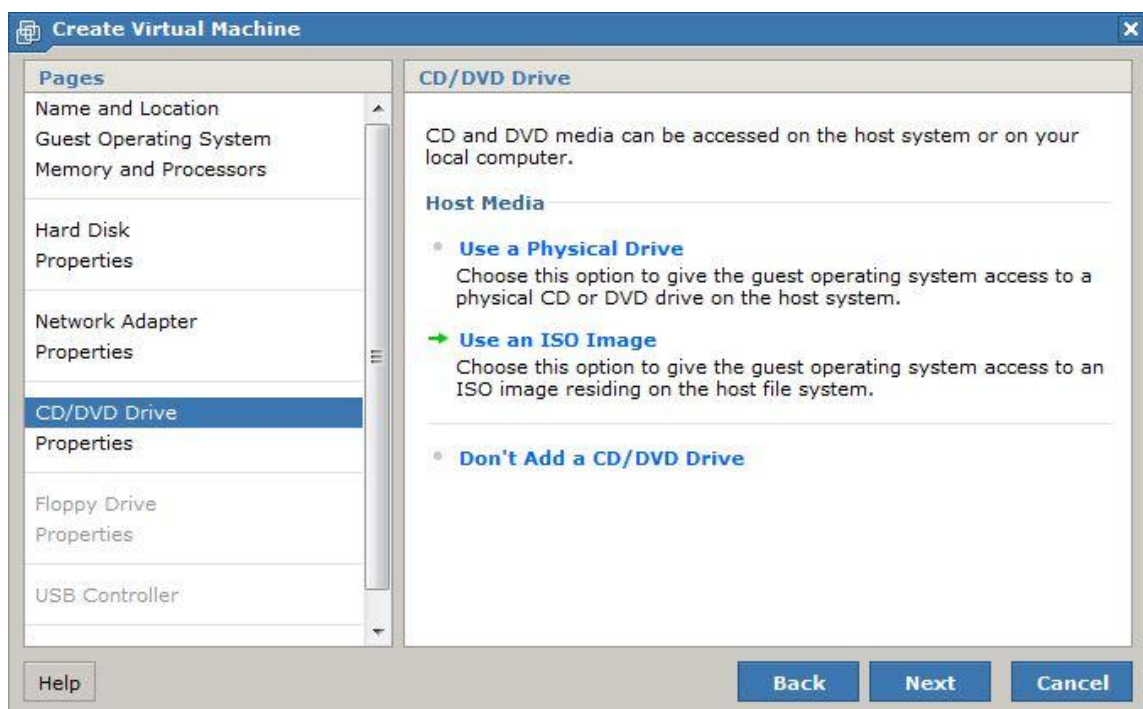 Create Virtual Machine
Pages
Name and Location
Guest Operating System
Memory and Processors
Hard Disk
Properties
Network Adapter
Properties
CD/DVD Drive
Properties
Floppy Drive
Properties
USB Controller
CD/DVD Drive
CD and DVD media can be accessed on the host system or on your
local computer.
Host Media
Use a Physical Drive
Choose this option to give the guest operating system access to a
physical CD or DVD drive on the host system.
Use an ISO Image
Choose this option to give the guest operating system access to an
ISO image residing on the host file system.
Don't Add a CD/DVD Drive
Help
Back
Next
Cancel